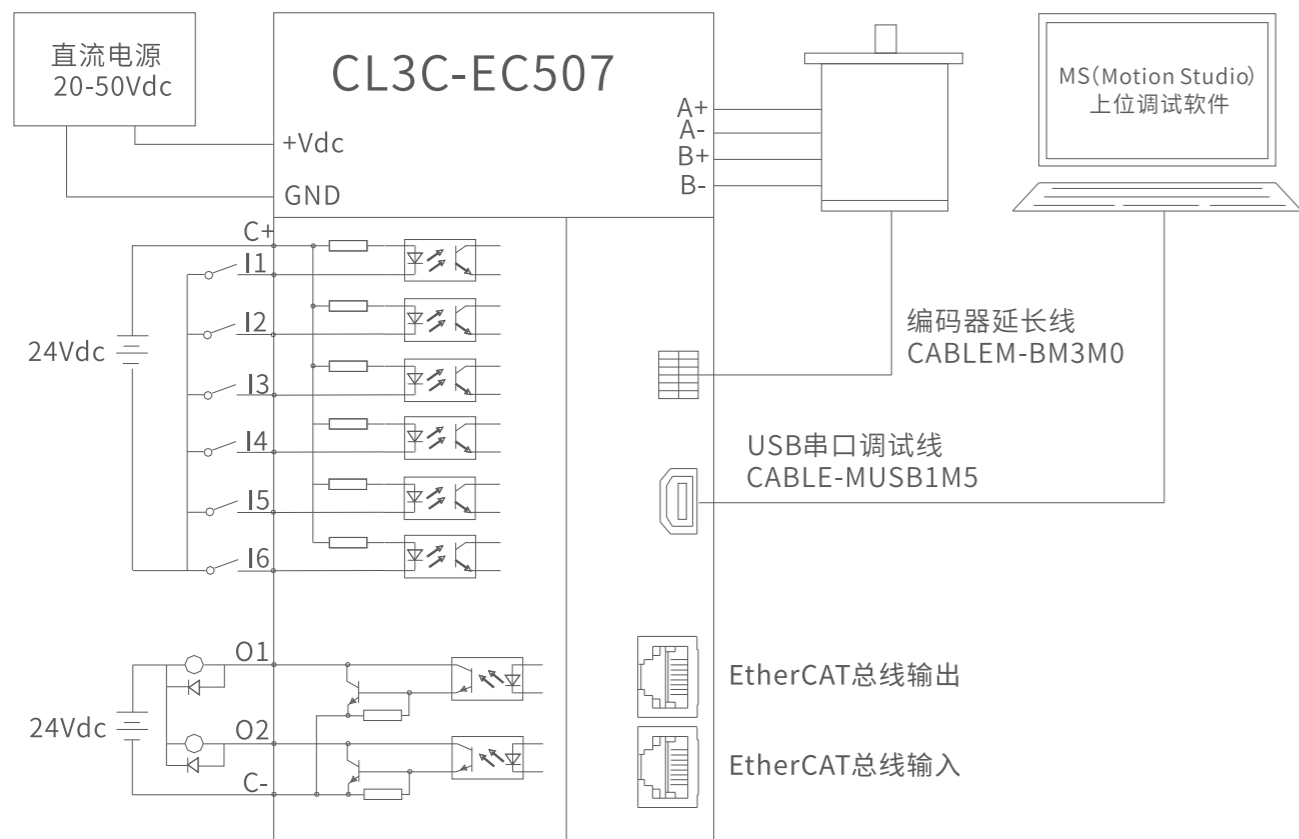 直流电源
20-50Vdc
+Vdc
GND
CL3C-EC507
A+
A-
B+
B-
MS(Motion Studio)
上位调试软件
C+
I1
I2
I3
I4
I5
I6
24Vdc
编码器延长线
CABLEM-BM3M0
USB串口调试线
CABLE-MUSB1M5
O1
O2
C-
24Vdc
EtherCAT总线输出
EtherCAT总线输入